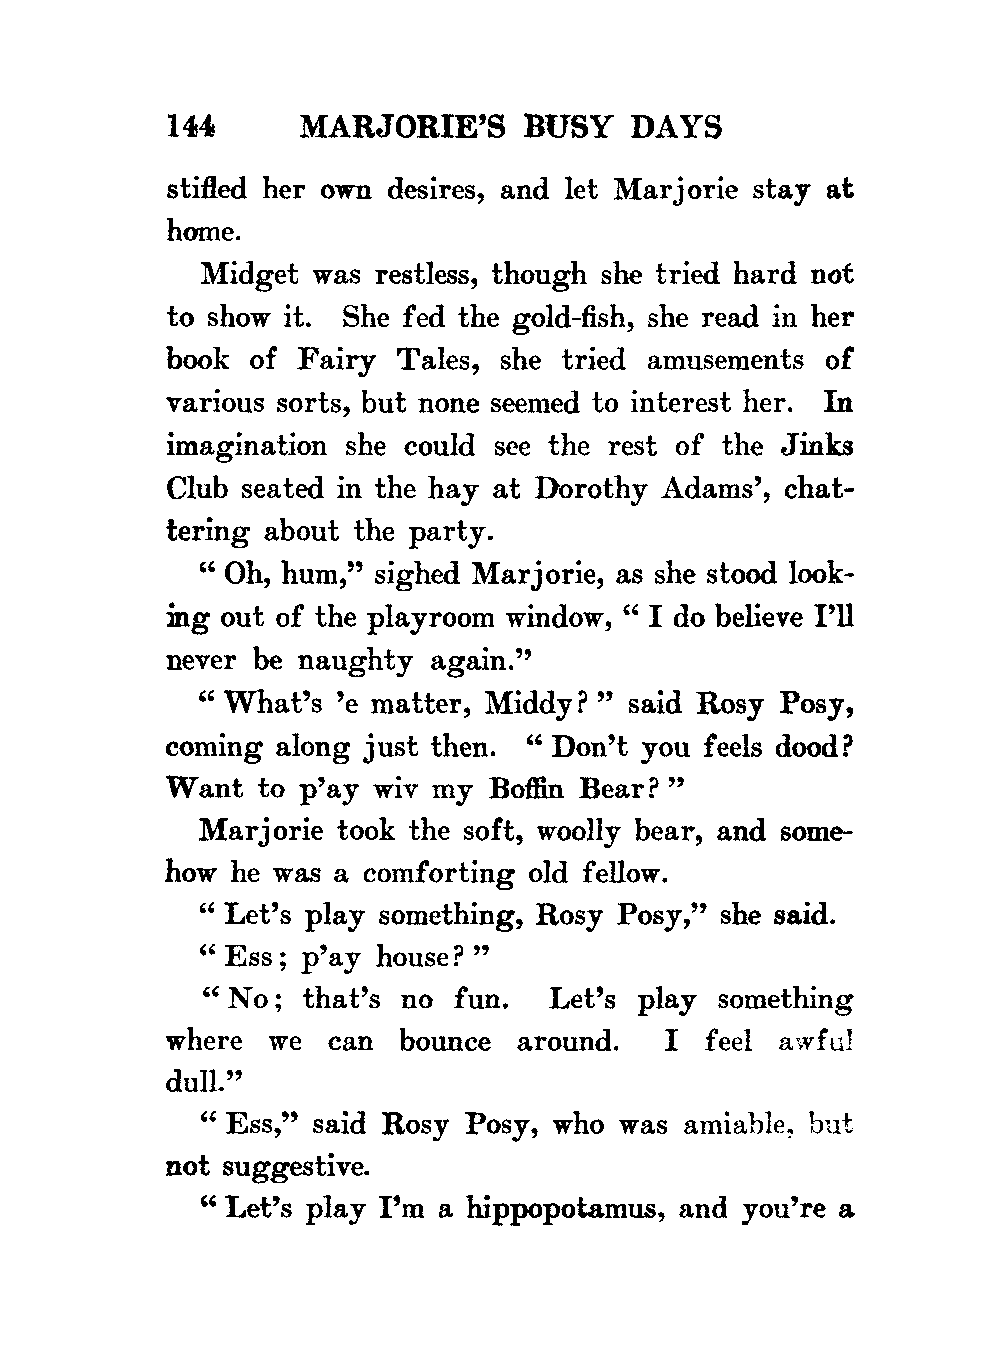 144 MARJORIE'S BUSY DAYS
stifled her own desires, and let Marjorie stay at
home.
Midget was restless, though she tried hard not
to show it. She fed the gold-fish, she read in her
book of Fairy Tales, she tried amusements of
various sorts, but none seemed to interest her. In
imagination she could see the rest of the Jinks
Club seated in the hay at Dorothy Adams', chat-
tering about the party.
" Oh, hum," sighed Marjorie, as she stood look-
ing out of the playroom window, " I do believe I'll
never be naughty again."
" What's 'e matter, Middy? " said Rosy Posy,
coming along just then. " Don't you feels dood?
Want to p'ay wiv my Boffin Bear? "
Marjorie took the soft, woolly bear, and some-
how he was a comforting old fellow.
" Let's play something, Rosy Posy," she said.
" Ess; p'ay house? "
" No; that's no fun. Let's play something
where we can bounce around. I feel awful
dull."
" Ess," said Rosy Posy, who was amiable, but
not suggestive.
" Let's play I'm a hippopotamus, and you're a